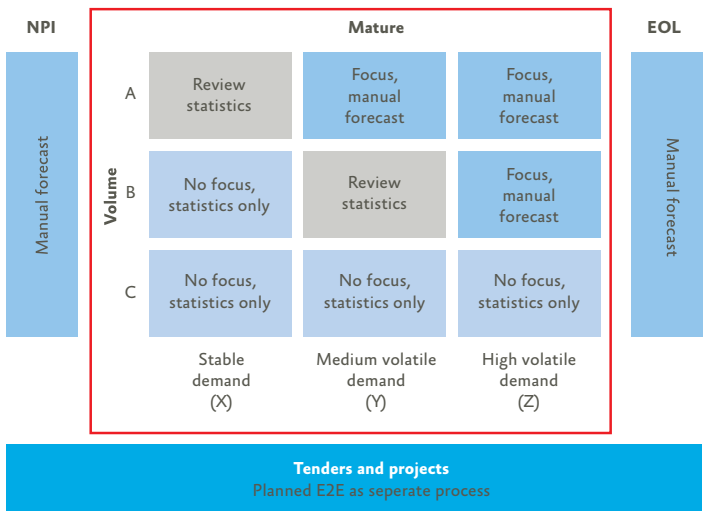 NPI
Mature
EOL
Manual forecast
Volume
A
Review
statistics
Focus,
manual
forecast
Focus,
manual
forecast
B
No focus,
statistics only
Review
statistics
Focus,
manual
forecast
C
No focus,
statistics only
No focus,
statistics only
No focus,
statistics only
Manual forecast
Stable
demand
(X)
Medium volatile
demand
(Y)
High volatile
demand
(Z)
Tenders and projects
Planned E2E as seperate process